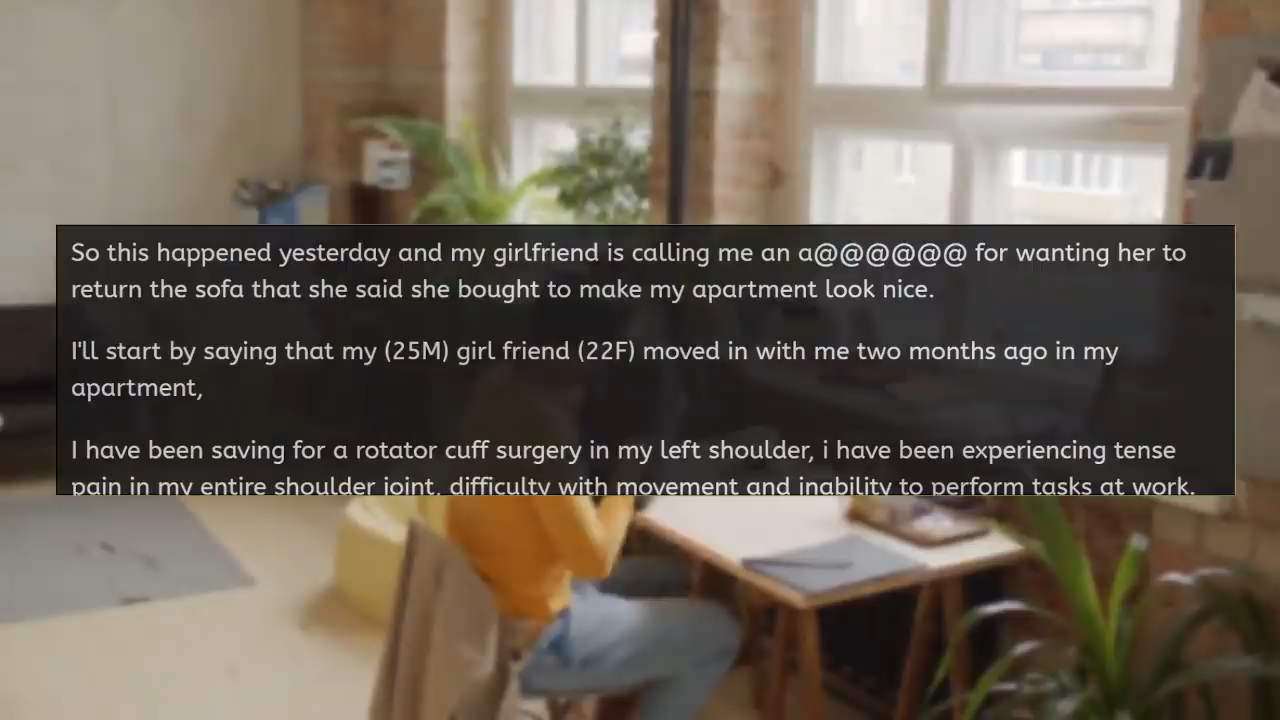 So this happened yesterday and my girlfriend is calling me an a@@@@@@ for wanting her to
return the sofa that she said she bought to make my apartment look nice.
I'll start by saying that my (25M) girl friend (22F) moved in with me two months ago in my
apartment,
I have been saving for a rotator cuff surgery in my left shoulder, i have been experiencing tense
pain in my entire shoulder joint, difficulty with movement and inability to perform tasks at work.